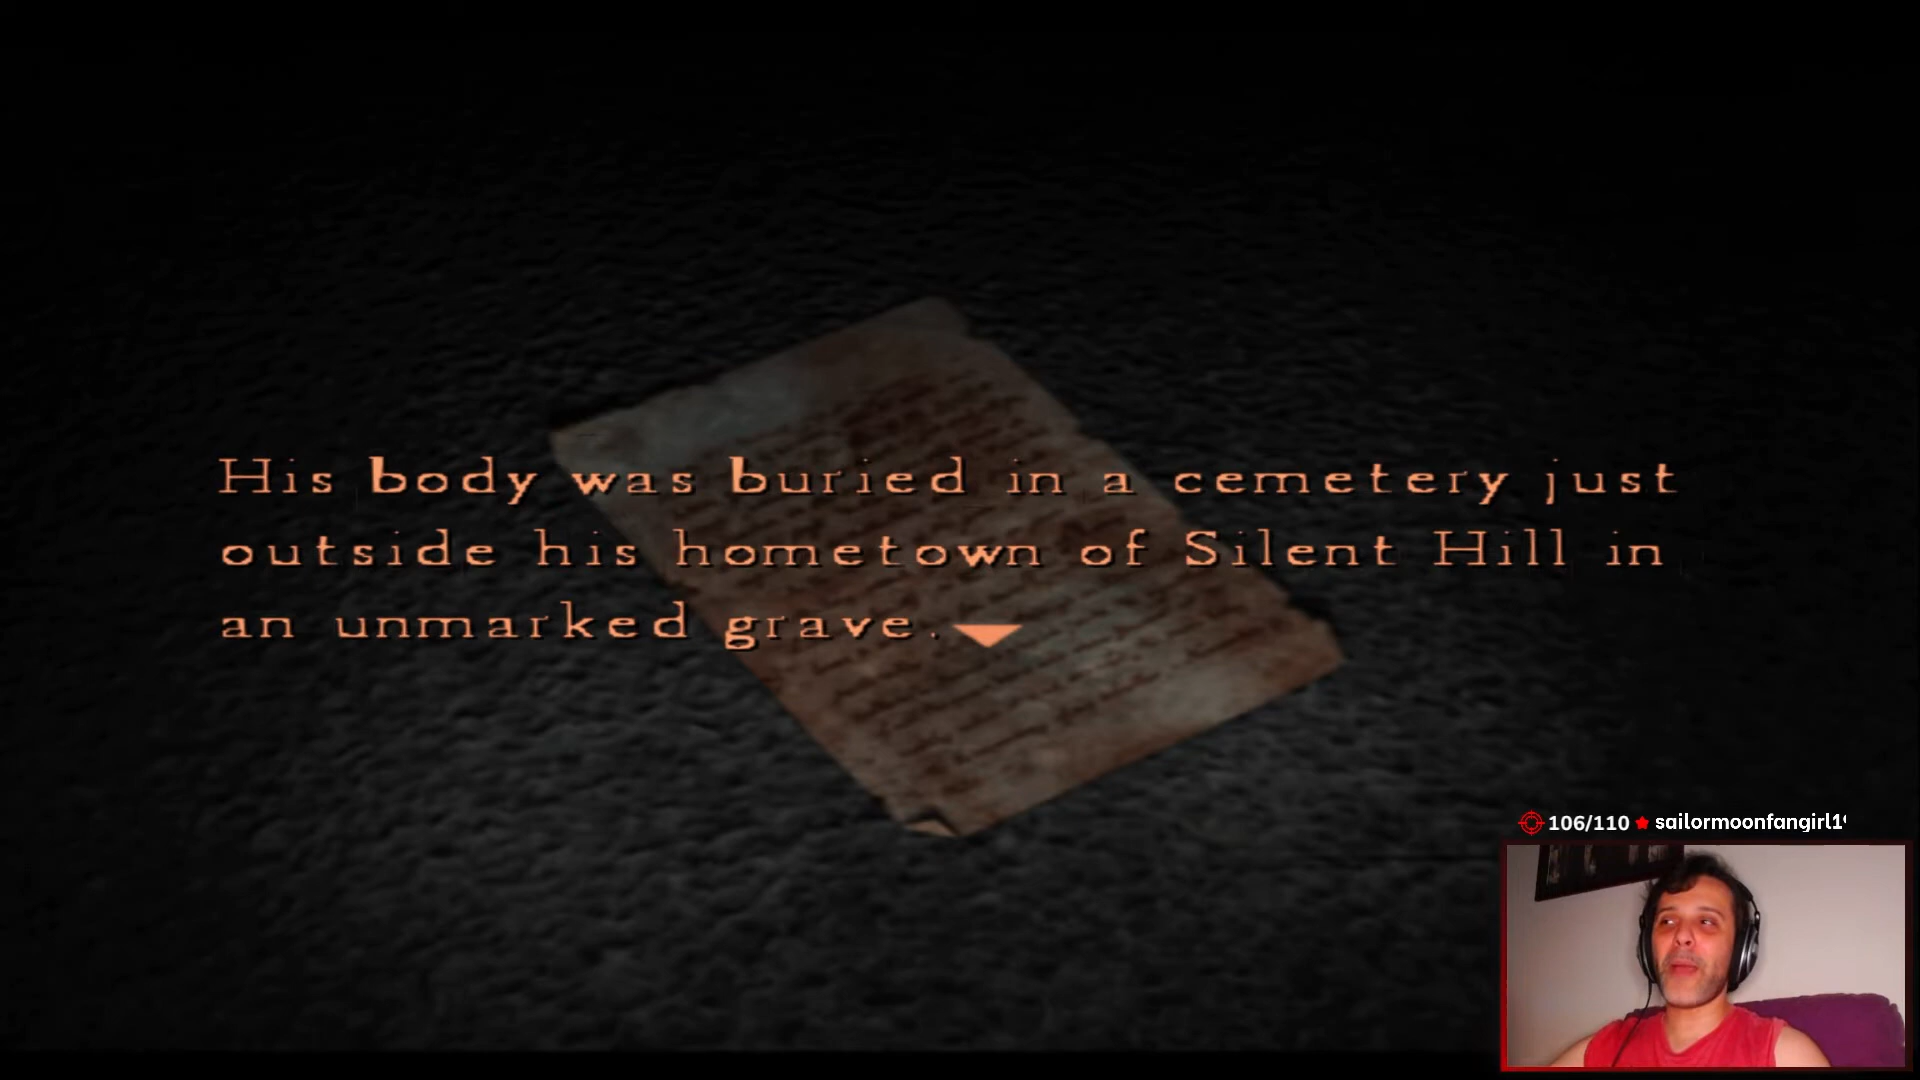 His body was buried in a cemetery just
outside his hometown of Silent Hill in
an unmarked grave.
106/110 sailormoonfangirl1